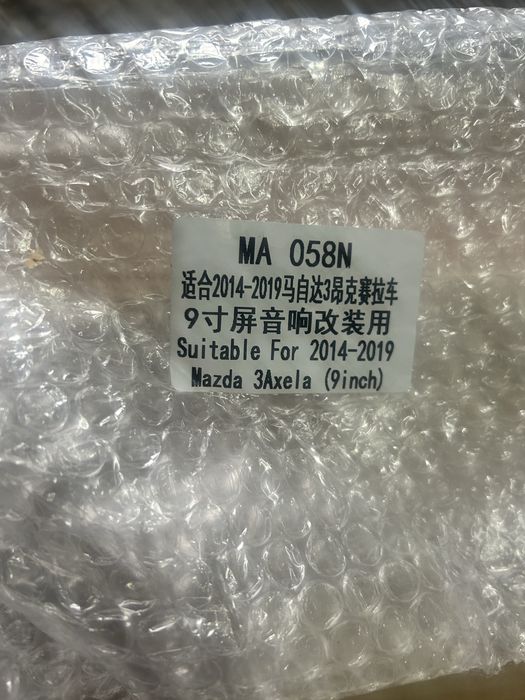 MA 058N
适合2014-2019马自达3昂克赛拉车
9寸屏音响改装用
Suitable For 2014-2019
Mazda 3Axela (9inch)